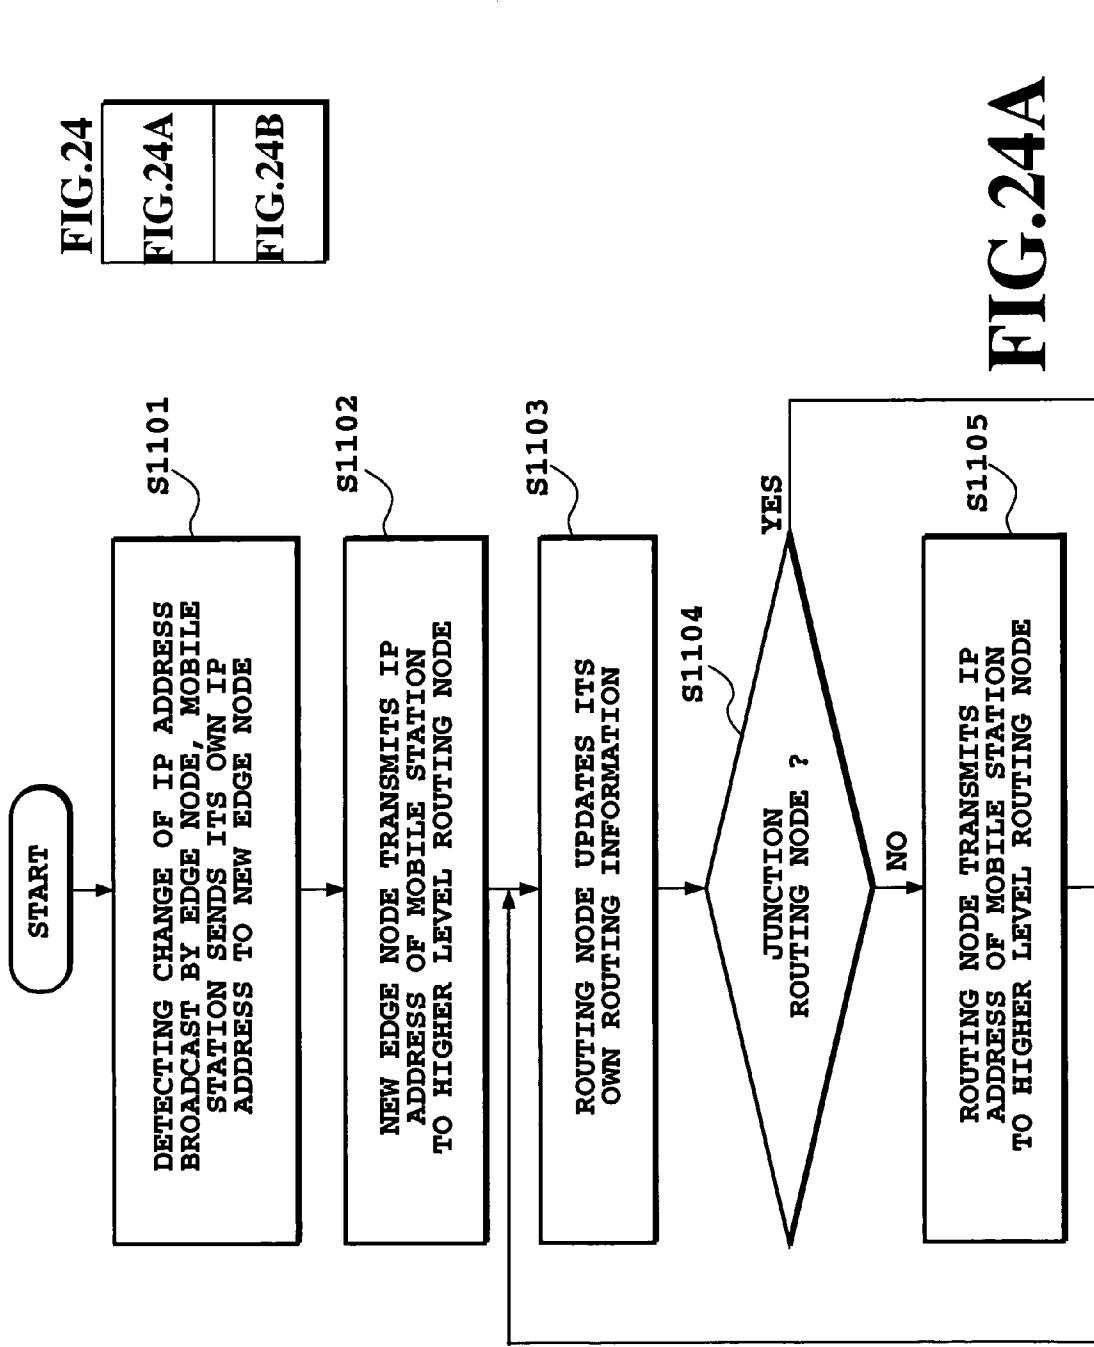 FIG.24
FIG.24A
FIG.24B
START
S1101
DETECTING CHANGE OF IP ADDRESS
BROADCAST BY EDGE NODE, MOBILE
STATION SENDS ITS OWN IP
ADDRESS TO NEW EDGE NODE
S1102
NEW EDGE NODE TRANSMITS IP
ADDRESS OF MOBILE STATION
TO HIGHER LEVEL ROUTING NODE
S1103
ROUTING NODE UPDATES ITS
OWN ROUTING INFORMATION
S1104
JUNCTION
ROUTING NODE ?
YES
NO
S1105
ROUTING NODE TRANSMITS IP
ADDRESS OF MOBILE STATION
TO HIGHER LEVEL ROUTING NODE
FIG.24A